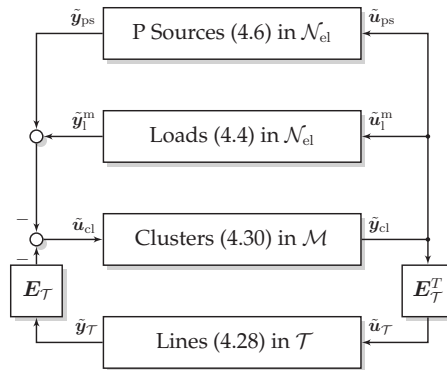 ỹ_ps P Sources (4.6) in 𝒩_el ũ_ps
ỹ_l^m Loads (4.4) in 𝒩_el ũ_l^m
−
ũ_cl Clusters (4.30) in ℳ ỹ_cl
−
E_𝒯 E_𝒯^T
ỹ_𝒯 Lines (4.28) in 𝒯 ũ_𝒯